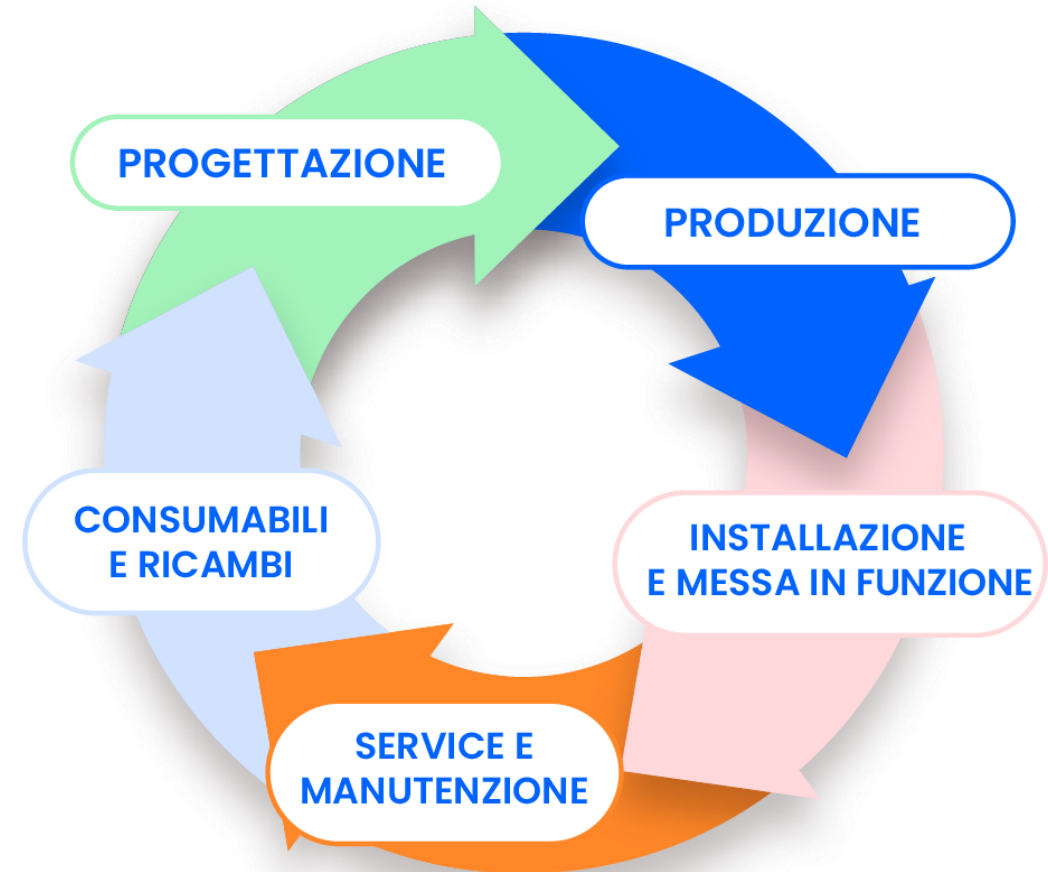 PROGETTAZIONE
PRODUZIONE
INSTALLAZIONE
E MESSA IN FUNZIONE
SERVICE E
MANUTENZIONE
CONSUMABILI
E RICAMBI